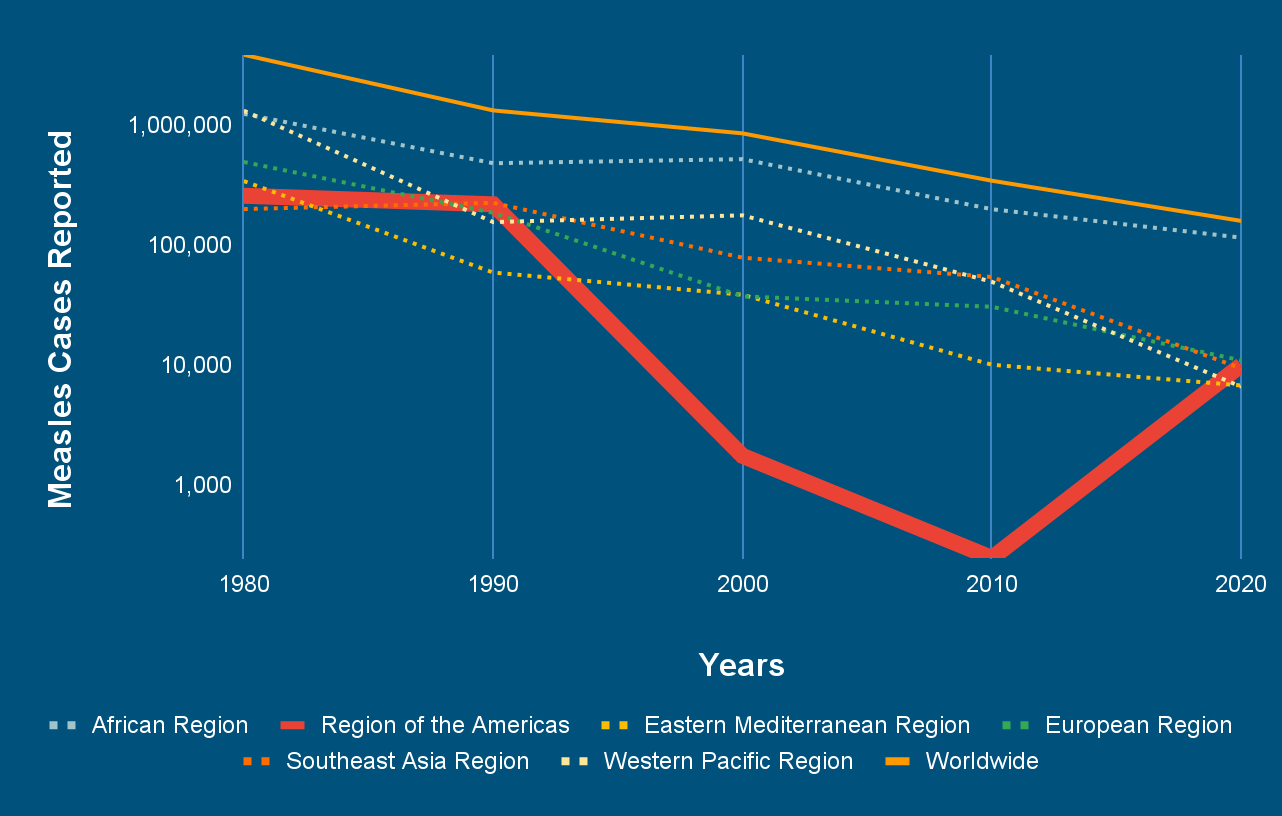 Measles Cases Reported
1,000,000
100,000
10,000
1,000
1980 1990 2000 2010 2020
Years
African Region Region of the Americas Eastern Mediterranean Region European Region
Southeast Asia Region Western Pacific Region Worldwide